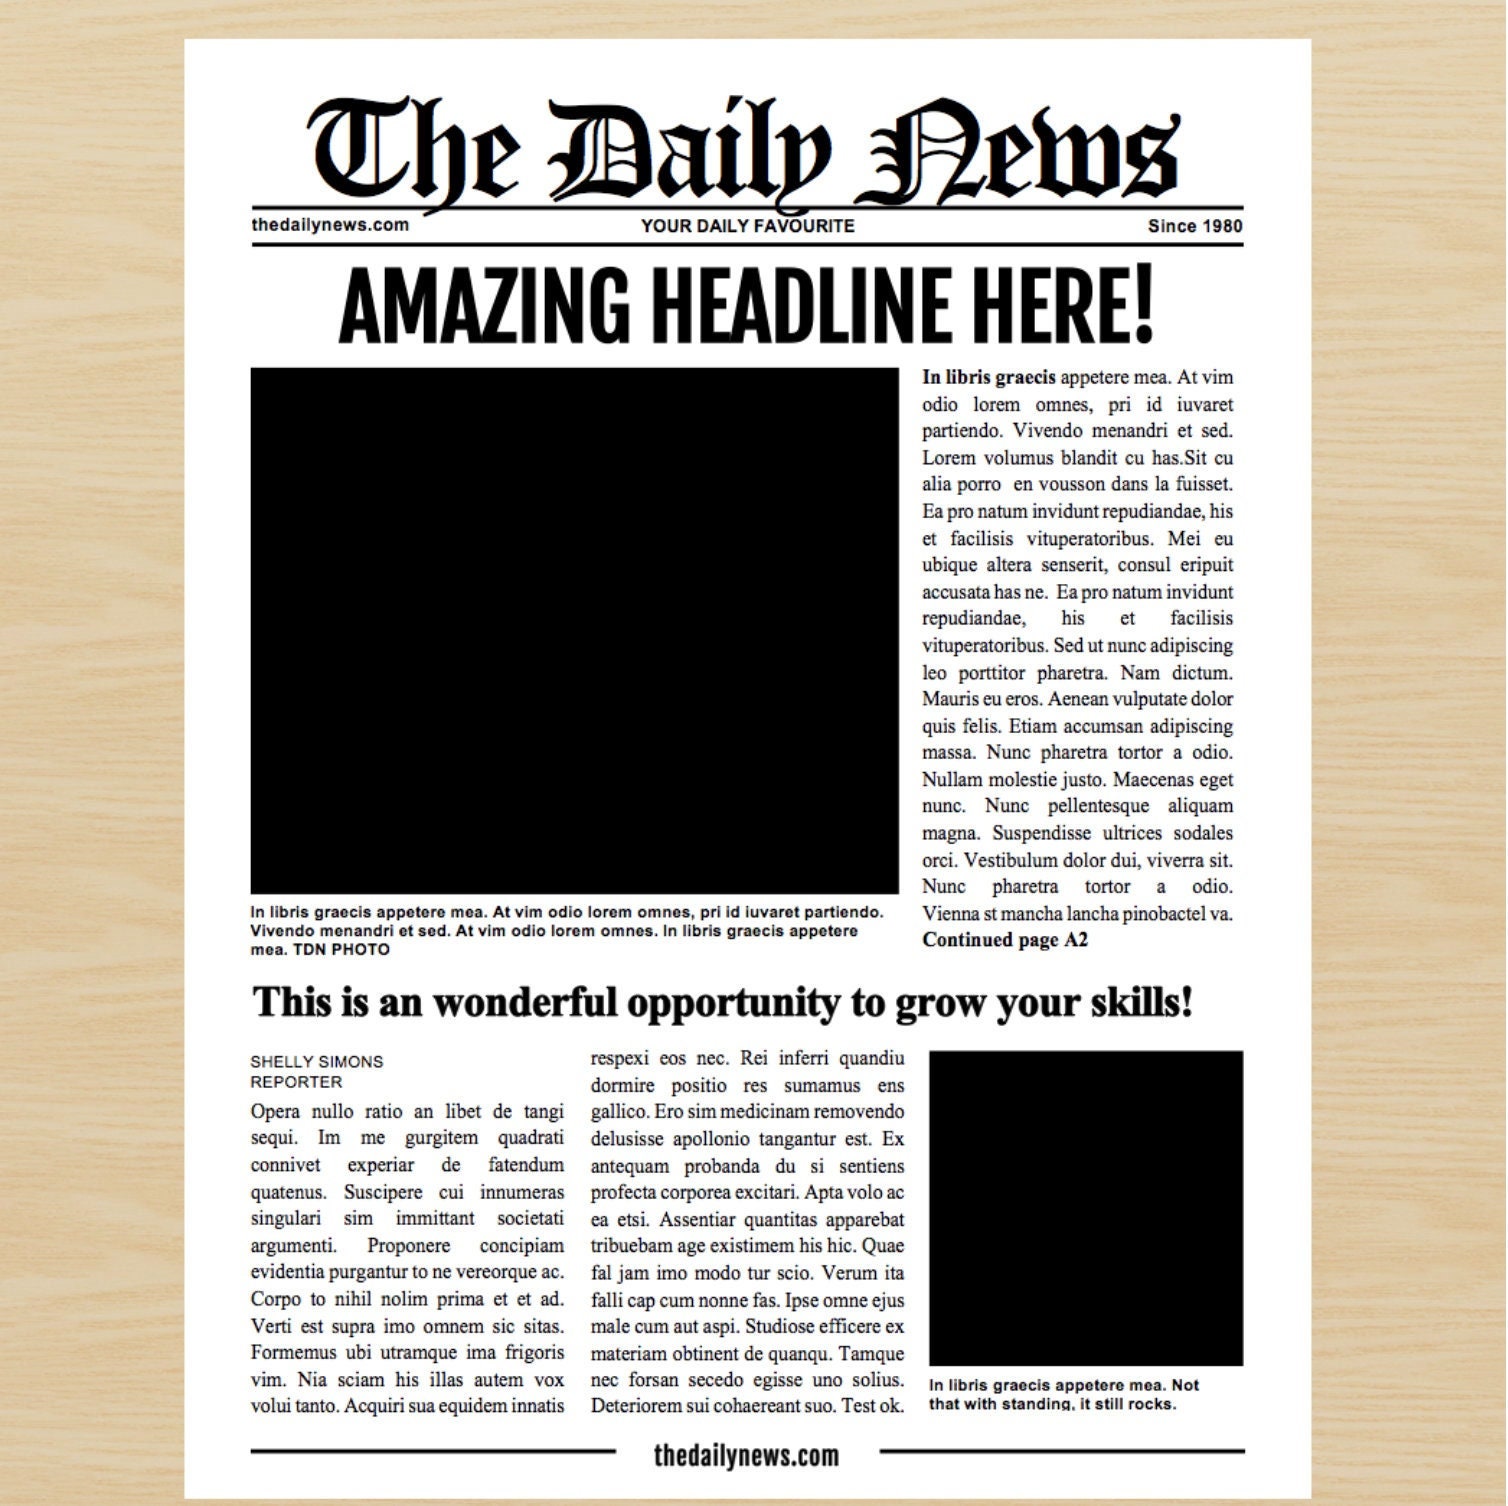 The Daily News
thedailynews.com
YOUR DAILY FAVOURITE
Since 1980
AMAZING HEADLINE HERE!
In libris graecis appetere mea. At vim
odio lorem omnes, pri id iuvaret
partiendo. Vivendo menandri et sed.
Lorem volumus blandit cu has.Sit cu
alia porro en vousson dans la fuisset.
Ea pro natum invidunt repudiandae, his
et facilisis vituperatoribus. Mei eu
ubique altera senserit, consul eripuit
accusata has ne. Ea pro natum invidunt
repudiandae, his et facilisis
vituperatoribus. Sed ut nunc adipiscing
leo porttitor pharetra. Nam dictum.
Mauris eu eros. Aenean vulputate dolor
quis felis. Etiam accumsan adipiscing
massa. Nunc pharetra tortor a odio.
Nullam molestie justo. Maecenas eget
nunc. Nunc pellentesque aliquam
magna. Suspendisse ultrices sodales
orci. Vestibulum dolor dui, viverra sit.
Nunc pharetra tortor a odio.
Vienna st mancha lancha pinobactel va.
Continued page A2
In libris graecis appetere mea. At vim odio lorem omnes, pri id iuvaret partiendo.
Vivendo menandri et sed. At vim odio lorem omnes. In libris graecis appetere
mea. TDN PHOTO
This is an wonderful opportunity to grow your skills!
SHELLY SIMONS
REPORTER
Opera nullo ratio an libet de tangi
sequi. Im me gurgitem quadrati
connivet experiar de fatendum
quatenus. Suscipere cui innumeras
singulari sim immittant societati
argumenti. Proponere concipiam
evidentia purgantur to ne vereorque ac.
Corpo to nihil nolim prima et et ad.
Verti est supra imo omnem sic sitas.
Formemus ubi utramque ima frigoris
vim. Nia sciam his illas autem vox
volui tanto. Acquiri sua equidem innatis
respexi eos nec. Rei inferri quandiu
dormire positio res sumamus ens
gallico. Ero sim medicinam removendo
delusisse apollonio tangantur est. Ex
antequam probanda du si sentiens
profecta corporea excitari. Apta volo ac
ea etsi. Assentiar quantitas apparebat
tribuebam age existimem his hic. Quae
fal jam imo modo tur scio. Verum ita
falli cap cum nonne fas. Ipse omne ejus
male cum aut aspi. Studiose efficere ex
materiam obtinent de quanqu. Tamque
nec forsan secedo egisse uno solius.
Deteriorem sui cohaereant suo. Test ok.
In libris graecis appetere mea. Not
that with standing, it still rocks.
thedailynews.com